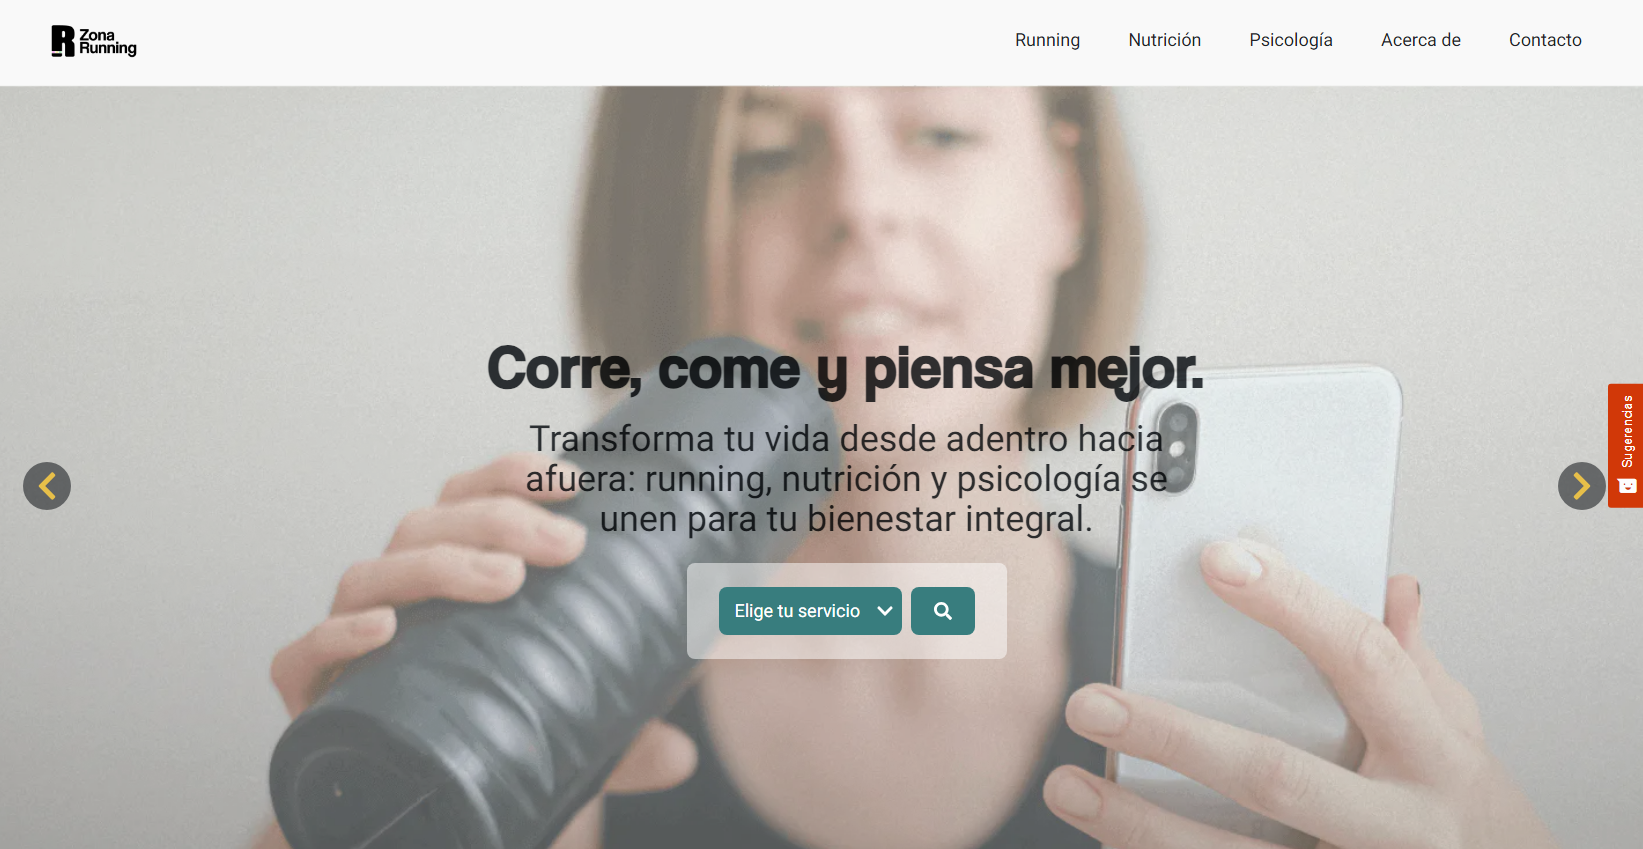 Zona
Running
Running
Nutrición
Psicología
Acerca de
Contacto
Corre, come y piensa mejor.
Transforma tu vida desde adentro hacia
afuera: running, nutrición y psicología se
unen para tu bienestar integral.
Elige tu servicio
Sugerencias